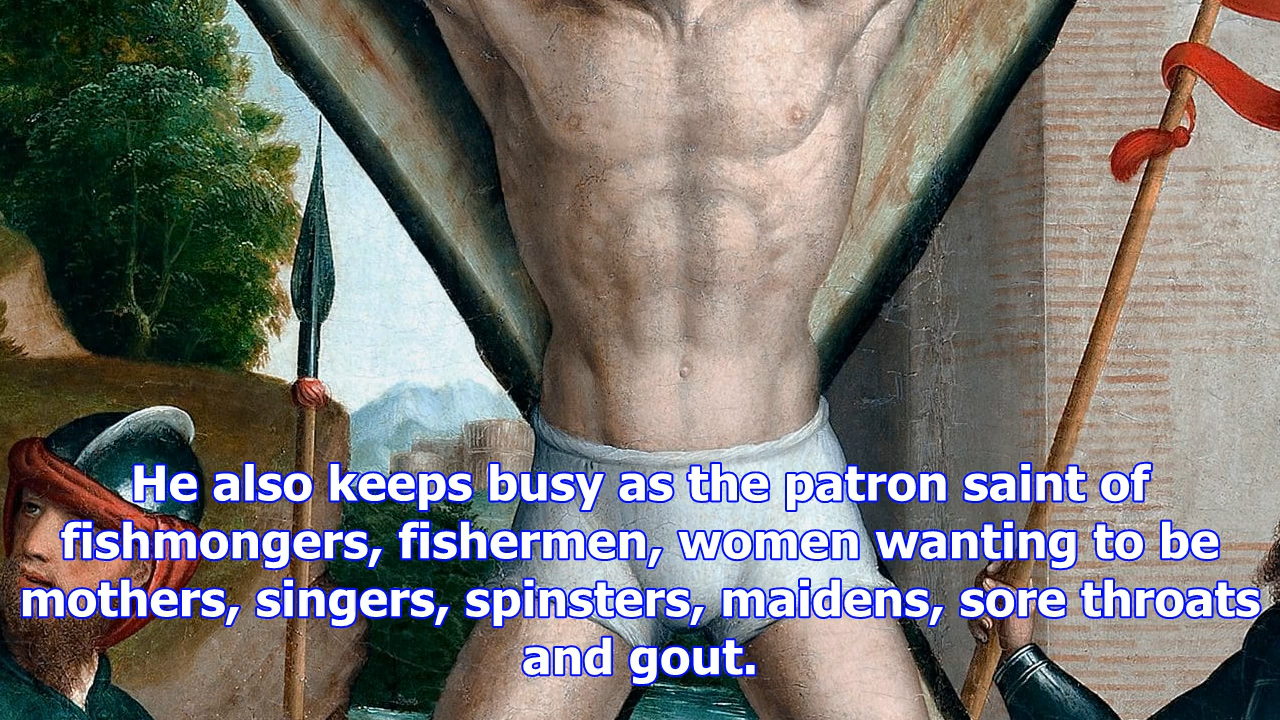 He also keeps busy as the patron saint of
fishmongers, fishermen, women wanting to be
mothers, singers, spinsters, maidens, sore throats
and gout.